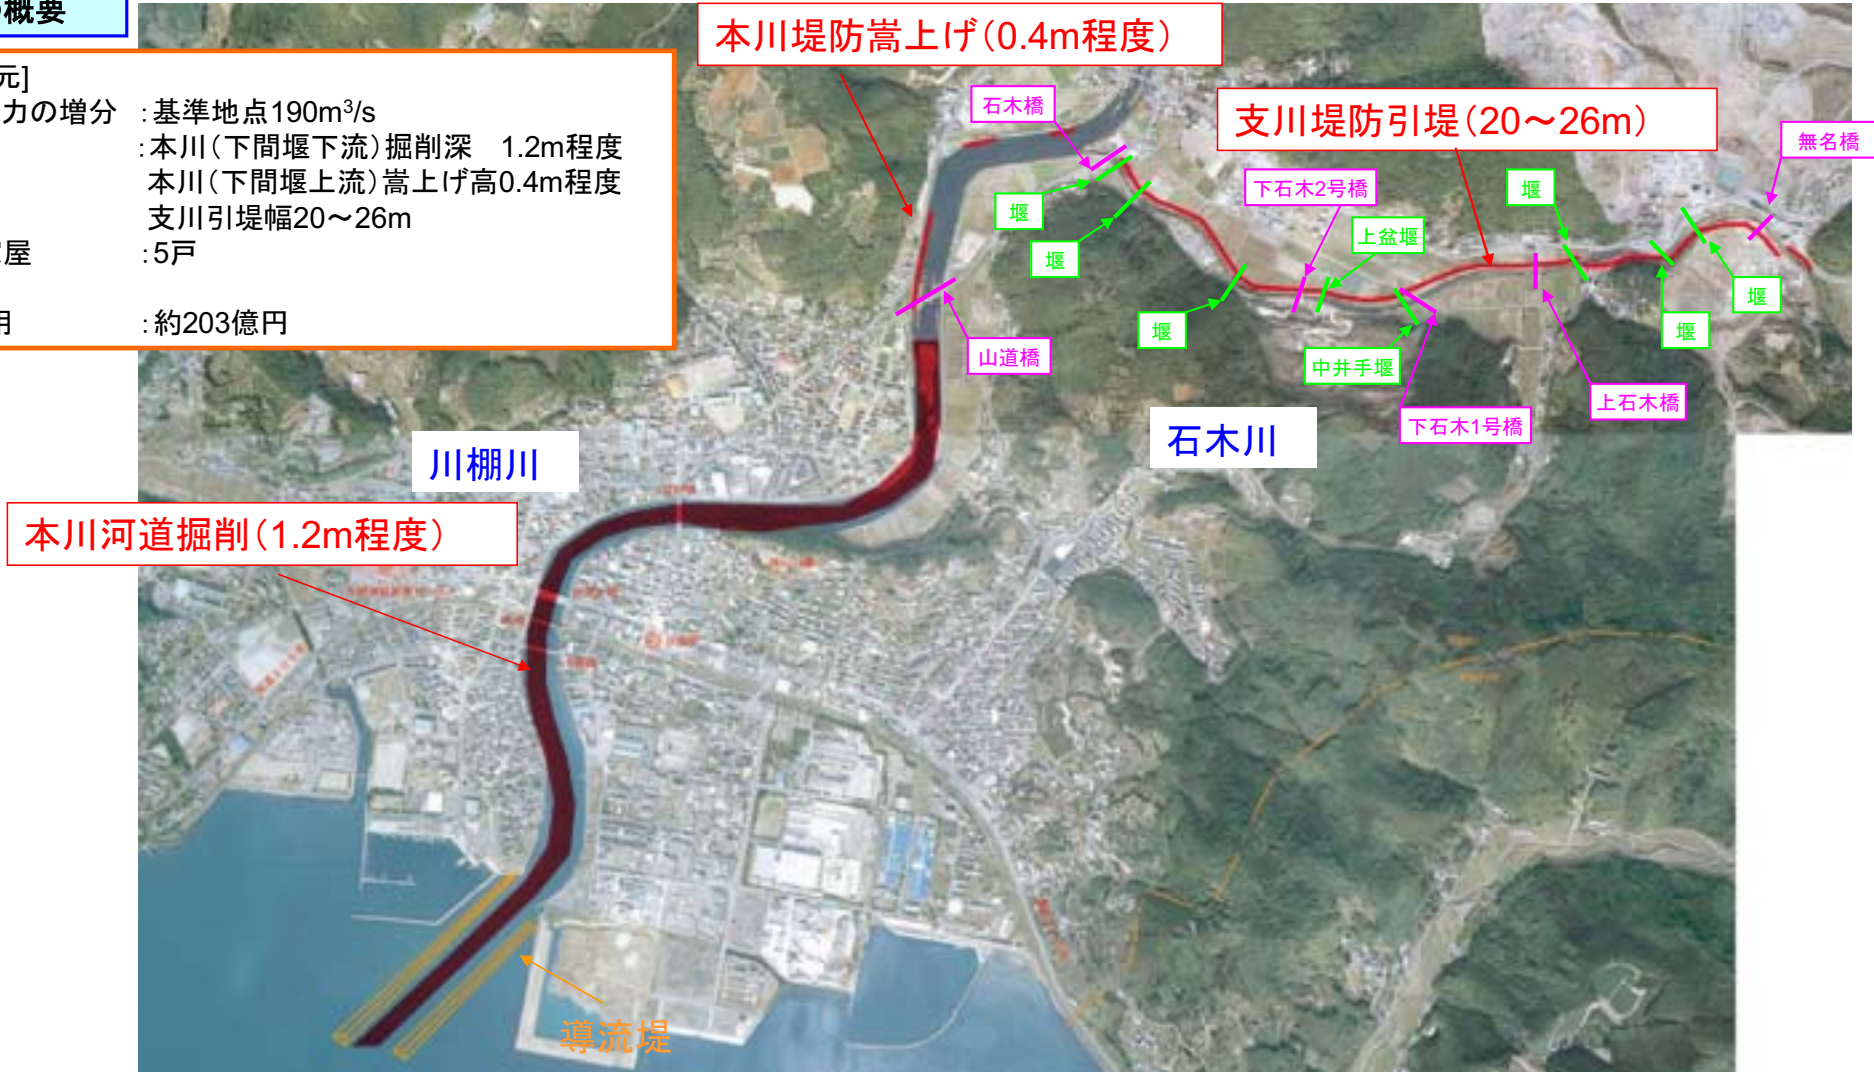 概要
元]
力の増分 :基準地点190m³/s
:本川(下間堰下流)掘削深 1.2m程度
本川(下間堰上流)嵩上げ高0.4m程度
支川引堤幅20~26m
屋 :5戸
用 :約203億円
本川堤防嵩上げ(0.4m程度)
石木橋
支川堤防引堤(20~26m)
無名橋
堰
下石木2号橋
堰
上盆堰
堰
堰
堰
堰
山道橋
中井手堰
上石木橋
下石木1号橋
川棚川
石木川
本川河道掘削(1.2m程度)
導流堤